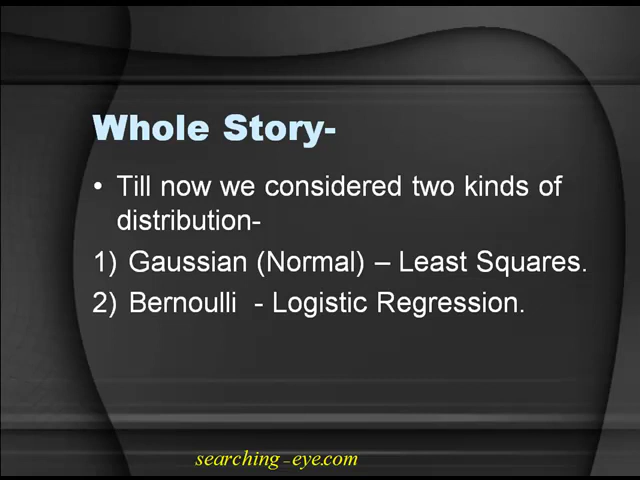 Whole Story-
• Till now we considered two kinds of
distribution-
1) Gaussian (Normal) – Least Squares.
2) Bernoulli - Logistic Regression.
searching-eye.com